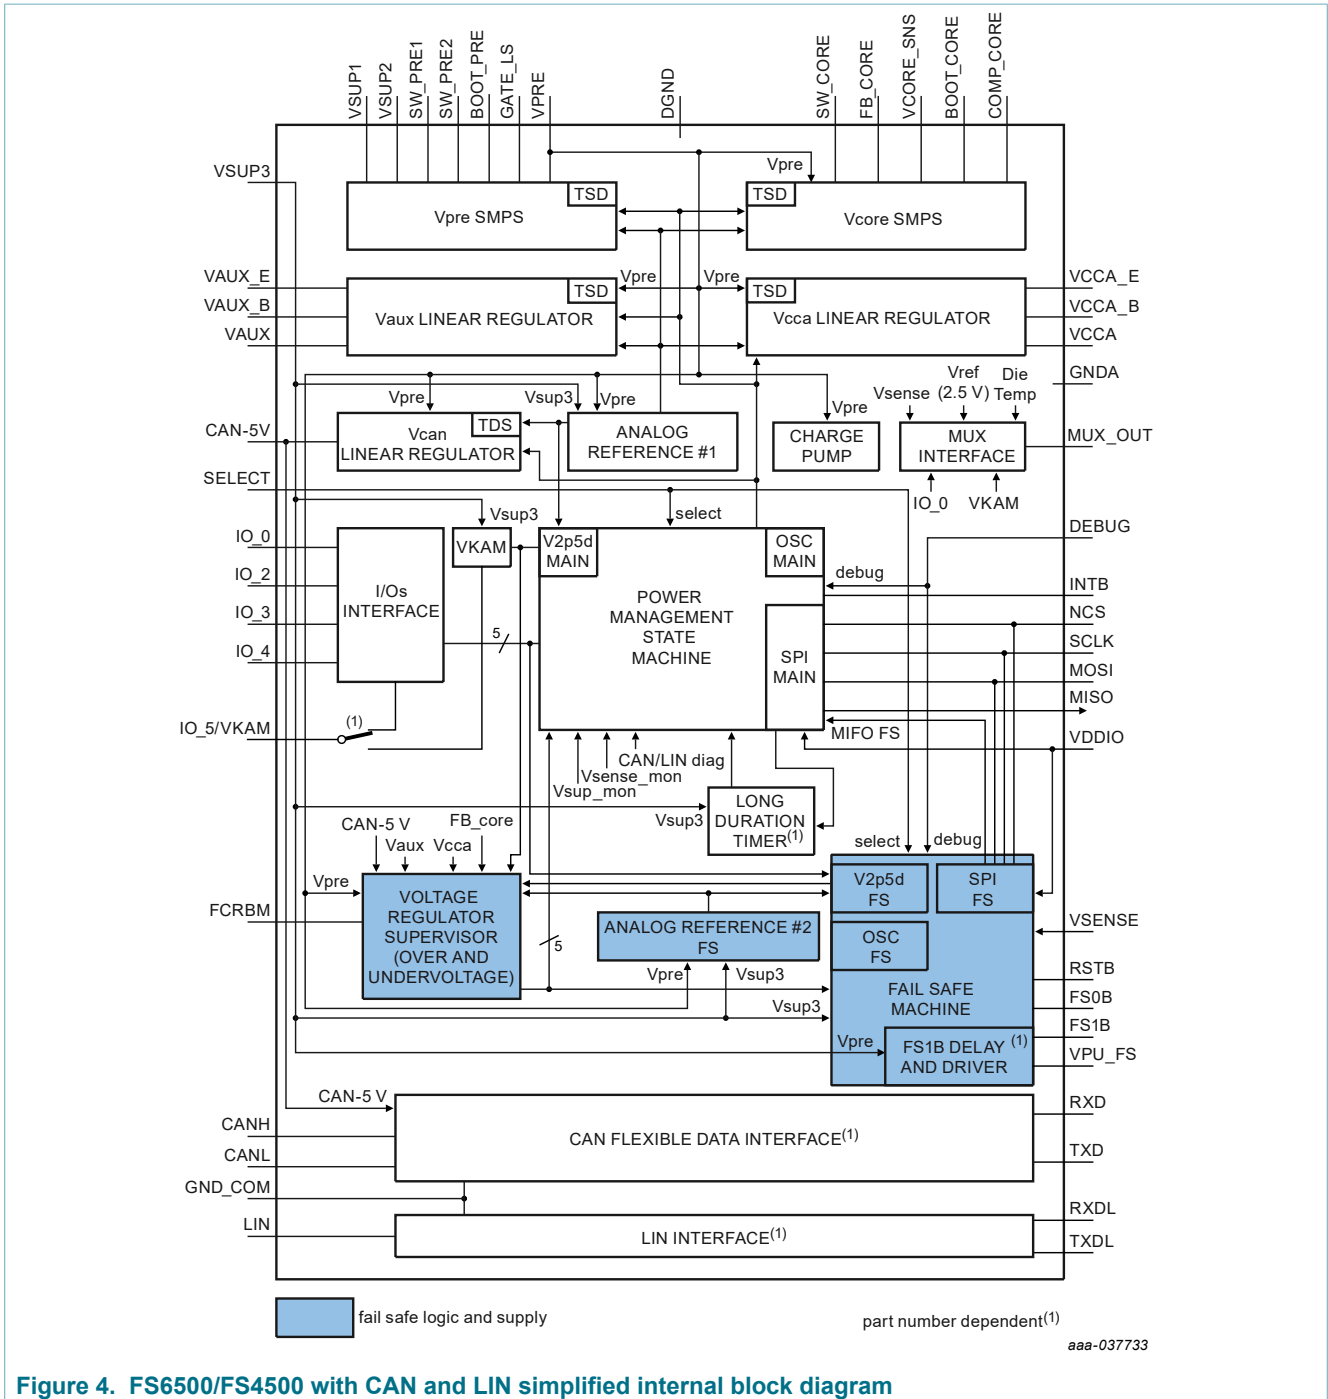 VSUP1
VSUP2
SW_PRE1
SW_PRE2
BOOT_PRE
GATE_LS
VPRE
DGND
SW_CORE
FB_CORE
VCORE_SNS
BOOT_CORE
COMP_CORE
VSUP3
Vpre
TSD
Vpre SMPS
TSD
Vcore SMPS
VAUX_E
VAUX_B
VAUX
Vpre
Vpre
TSD
Vaux LINEAR REGULATOR
TSD
Vcca LINEAR REGULATOR
VCCA_E
VCCA_B
VCCA
GNDA
Vpre
Vsup3
Vpre
Vpre
Vsense
Vref
(2.5 V)
Die
Temp
CAN-5V
Vcan
LINEAR REGULATOR
TDS
ANALOG
REFERENCE #1
CHARGE
PUMP
MUX
INTERFACE
MUX_OUT
IO_0
VKAM
SELECT
Vsup3
select
DEBUG
IO_0
IO_2
IO_3
IO_4
I/Os
INTERFACE
VKAM
V2p5d
MAIN
OSC
MAIN
debug
POWER
MANAGEMENT
STATE
MACHINE
SPI
MAIN
5
INTB
NCS
SCLK
MOSI
MISO
IO_5/VKAM
(1)
MIFO FS
VDDIO
CAN/LIN diag
Vsense_mon
Vsup_mon
Vsup3
LONG
DURATION
TIMER(1)
CAN-5 V
Vaux
Vcca
FB_core
select
debug
Vpre
FCRBM
VOLTAGE
REGULATOR
SUPERVISOR
(OVER AND
UNDERVOLTAGE)
5
ANALOG REFERENCE #2
FS
Vpre
Vsup3
Vsup3
V2p5d
FS
SPI
FS
OSC
FS
FAIL SAFE
MACHINE
Vpre
FS1B DELAY (1)
AND DRIVER
VSENSE
RSTB
FS0B
FS1B
VPU_FS
CAN-5 V
CANH
CANL
GND_COM
LIN
CAN FLEXIBLE DATA INTERFACE(1)
LIN INTERFACE(1)
RXD
TXD
RXDL
TXDL
fail safe logic and supply
part number dependent(1)
aaa-037733
Figure 4. FS6500/FS4500 with CAN and LIN simplified internal block diagram